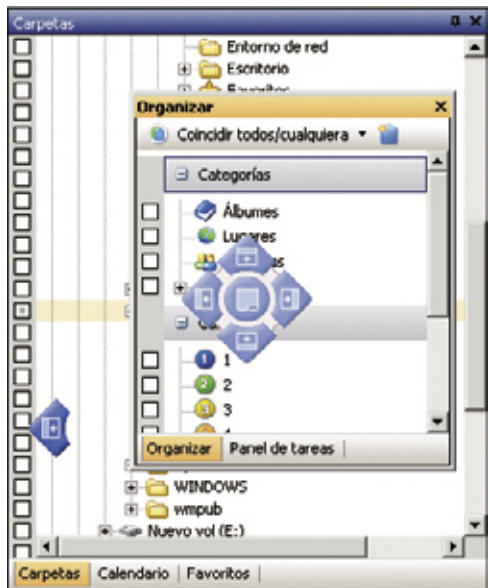 Carpetas
Entorno de red
Escritorio
Favoritos
Organizar
Coincidir todos/cualquiera
Categorías
Álbumes
Lugares
1
2
3
Organizar Panel de tareas
WINDOWS
wmpub
Nuevo vol (E:)
Carpetas Calendario Favoritos